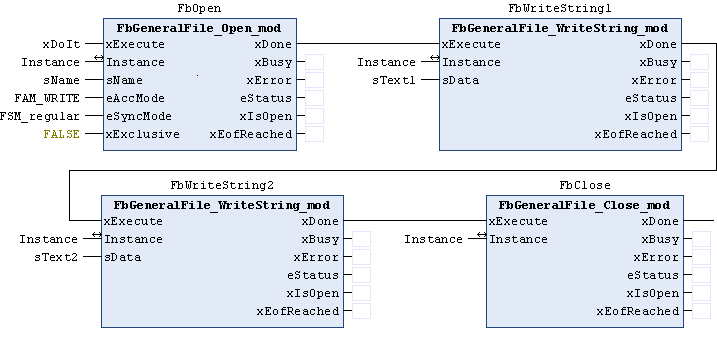 FbOpen FbWriteString1
FbGeneralFile_Open_mod FbGeneralFile_WriteString_mod
xDoIt xExecute xDone xExecute xDone
Instance Instance xBusy Instance Instance xBusy
sName sName xError sText1 sData xError
FAM_WRITE eAccMode eStatus eStatus
FSM_regular eSyncMode xIsOpen xIsOpen
FALSE xExclusive xEofReached xEofReached
FbWriteString2 FbClose
FbGeneralFile_WriteString_mod FbGeneralFile_Close_mod
xExecute xDone xExecute xDone
Instance Instance xBusy Instance Instance xBusy
sText2 sData xError xError
eStatus eStatus
xIsOpen xIsOpen
xEofReached xEofReached